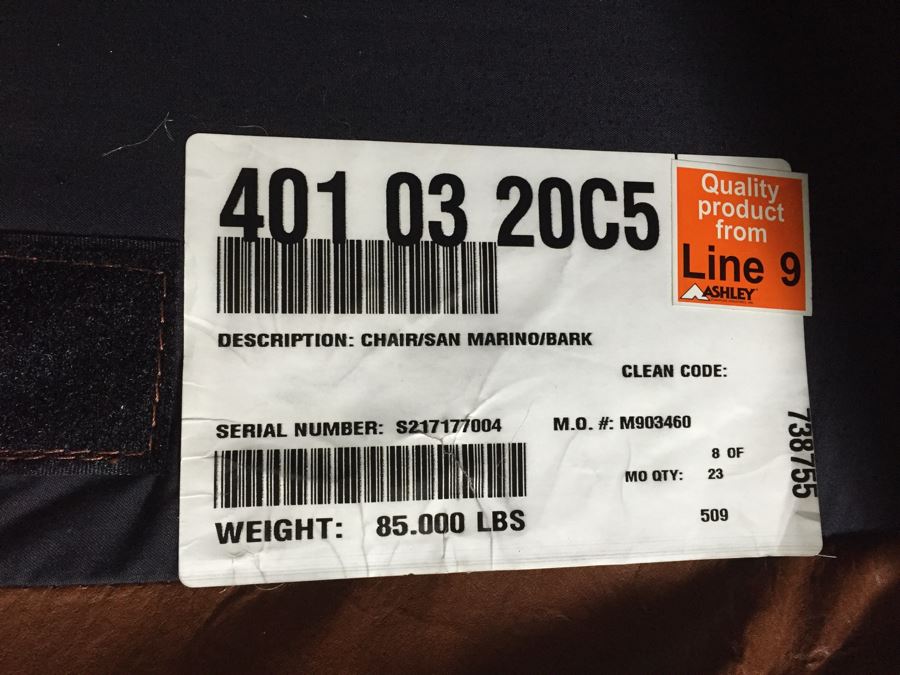 401 03 20C5
Quality
product
from
Line 9
ASHLEY
DESCRIPTION: CHAIR/SAN MARINO/BARK
CLEAN CODE:
SERIAL NUMBER: S217177004
M.O. #: M903460
8 OF
MO QTY: 23
WEIGHT: 85.000 LBS
509
738755